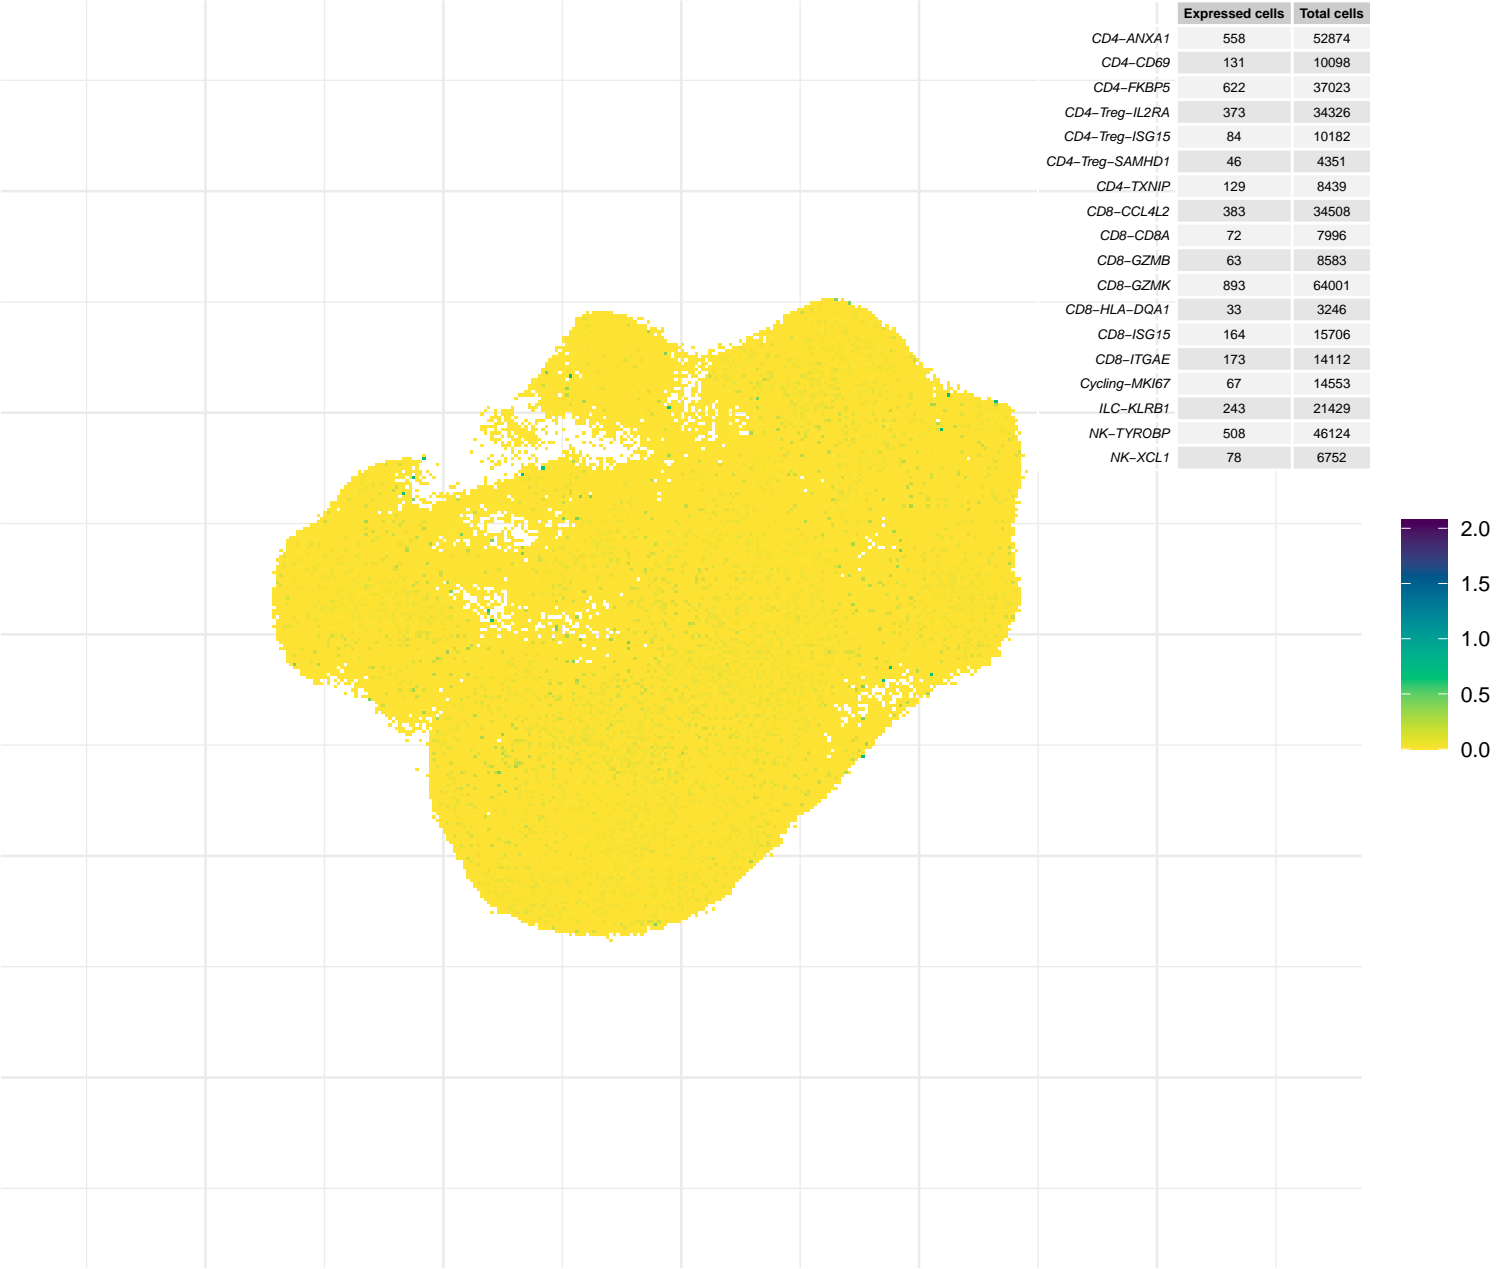 Expressed cells Total cells
CD4−ANXA1 558 52874
CD4−CD69 131 10098
CD4−FKBP5 622 37023
CD4−Treg−IL2RA 373 34326
CD4−Treg−ISG15 84 10182
CD4−Treg−SAMHD1 46 4351
CD4−TXNIP 129 8439
CD8−CCL4L2 383 34508
CD8−CD8A 72 7996
CD8−GZMB 63 8583
CD8−GZMK 893 64001
CD8−HLA−DQA1 33 3246
CD8−ISG15 164 15706
CD8−ITGAE 173 14112
Cycling−MKI67 67 14553
ILC−KLRB1 243 21429
NK−TYROBP 508 46124
NK−XCL1 78 6752
2.0
1.5
1.0
0.5
0.0